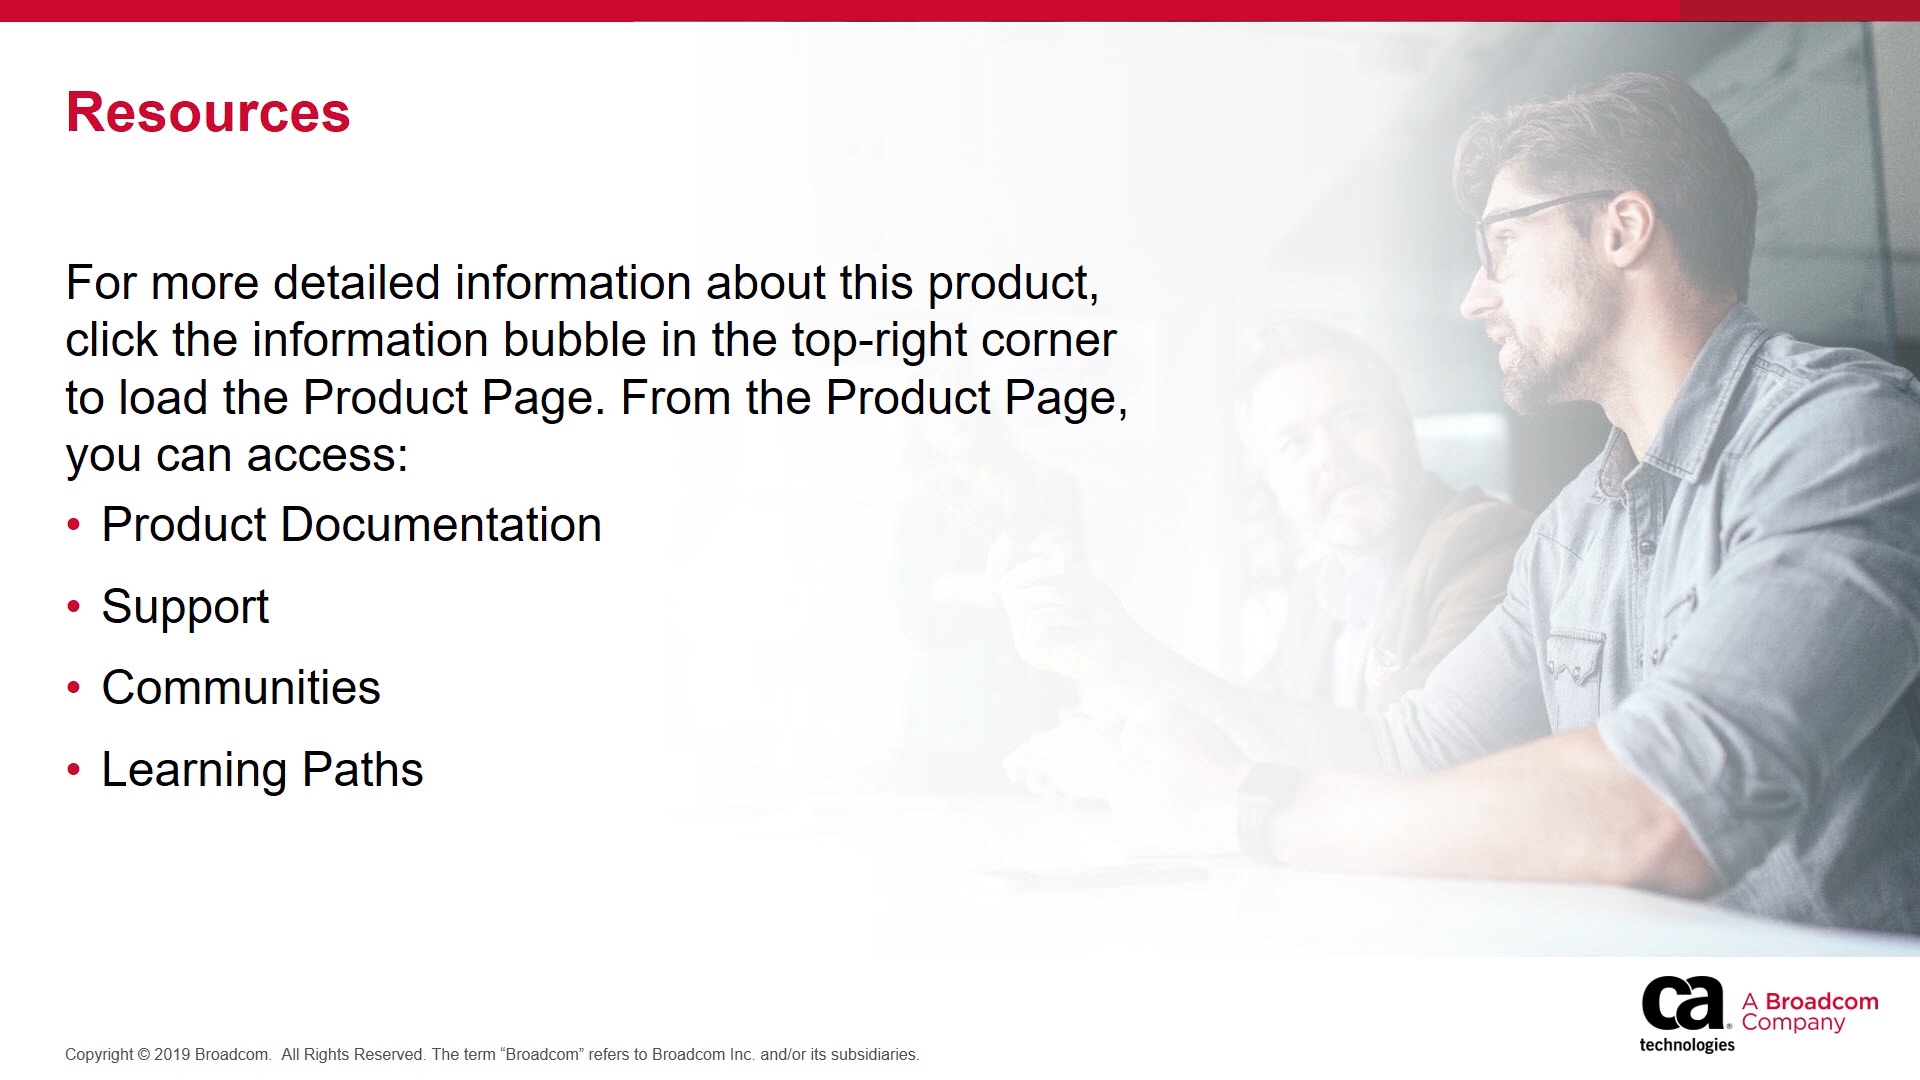 Resources
For more detailed information about this product,
click the information bubble in the top-right corner
to load the Product Page. From the Product Page,
you can access:
• Product Documentation
• Support
• Communities
• Learning Paths
ca
technologies
A Broadcom
Company
Copyright © 2019 Broadcom.  All Rights Reserved. The term “Broadcom” refers to Broadcom Inc. and/or its subsidiaries.